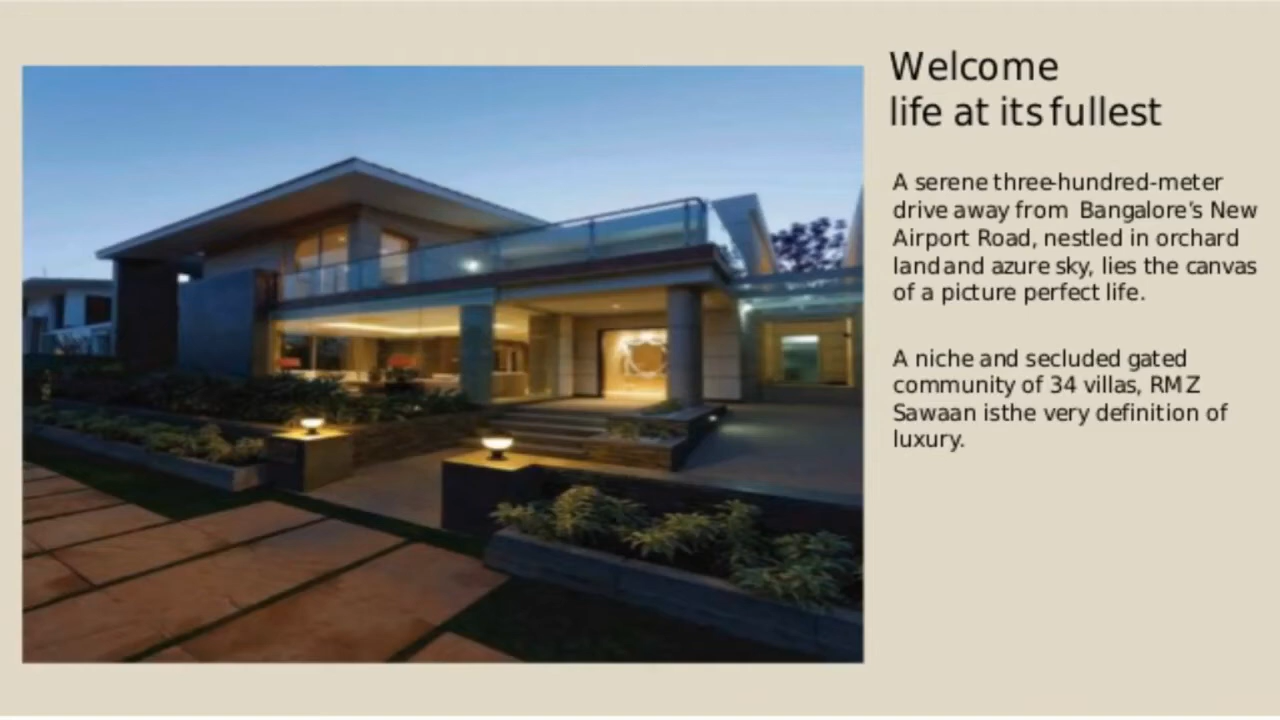 Welcome
life at its fullest
A serene three-hundred-meter
drive away from Bangalore's New
Airport Road, nestled in orchard
land and azure sky, lies the canvas
of a picture perfect life.
A niche and secluded gated
community of 34 villas, RMZ
Sawaan isthe very definition of
luxury.